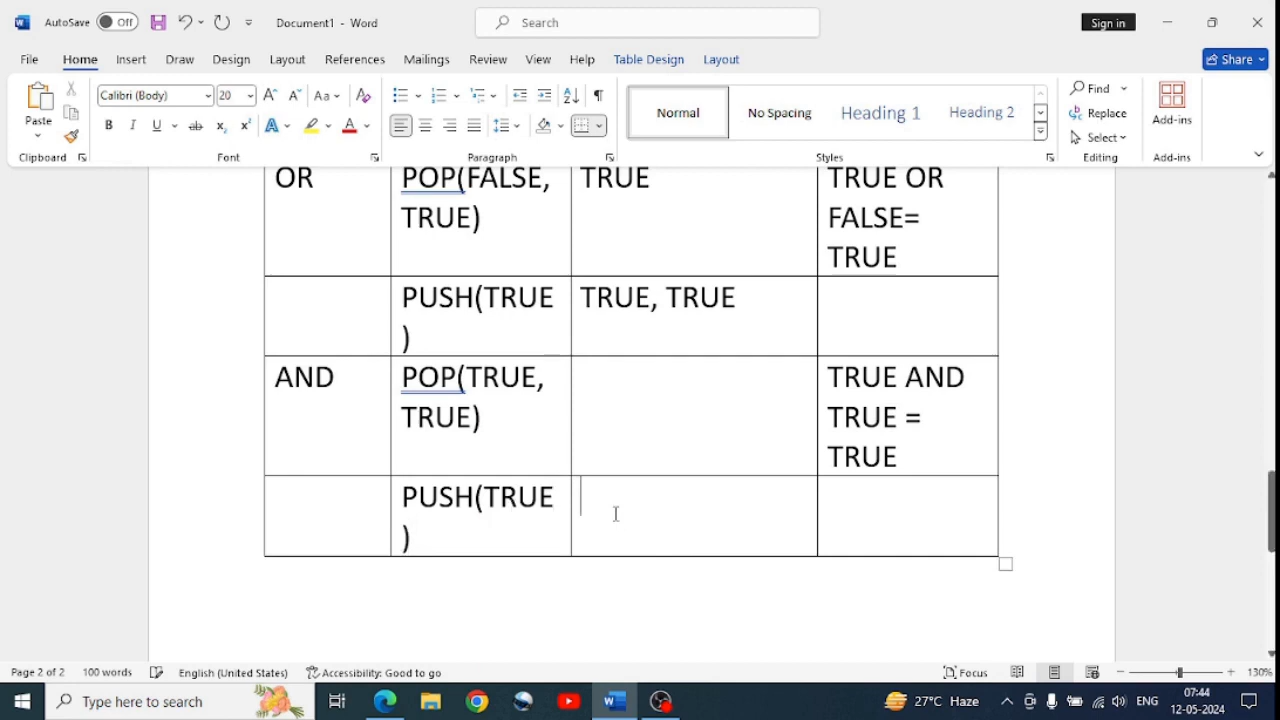 AutoSave Off Document1 - Word Search Sign in
File Home Insert Draw Design Layout References Mailings Review View Help Table Design Layout Share
Paste Calibri (Body) 20 A A Aa A Normal No Spacing Heading 1 Heading 2 Find Replace Select Add-ins
B I U ab x₂ x² A A
Clipboard Font Paragraph Styles Editing Add-ins
OR POP(FALSE, TRUE TRUE OR
TRUE) FALSE=
TRUE
PUSH(TRUE TRUE, TRUE
)
AND POP(TRUE, TRUE AND
TRUE) TRUE =
TRUE
PUSH(TRUE
)
Page 2 of 2 100 words English (United States) Accessibility: Good to go Focus 130%
Type here to search 27°C Haze ENG 07:44
12-05-2024